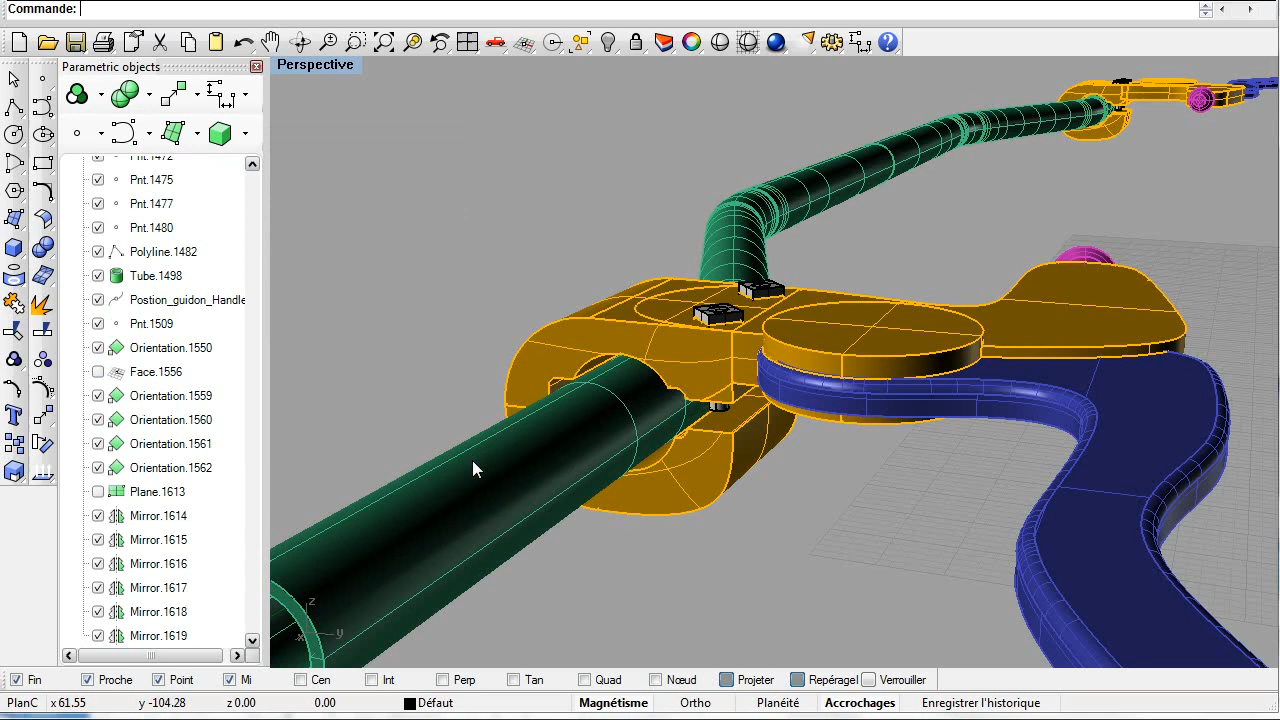 Commande:
Parametric objects
Perspective
Pnt.1472
Pnt.1475
Pnt.1477
Pnt.1480
Polyline.1482
Tube.1498
Postion_guidon_Handle
Pnt.1509
Orientation.1550
Face.1556
Orientation.1559
Orientation.1560
Orientation.1561
Orientation.1562
Plane.1613
Mirror.1614
Mirror.1615
Mirror.1616
Mirror.1617
Mirror.1618
Mirror.1619
z
x y
Fin Proche Point Mi Cen Int Perp Tan Quad Nœud Projeter Repérage Verrouiller
PlanC x 61.55 y -104.28 z 0.00 0.00 Défaut Magnétisme Ortho Planéité Accrochages Enregistrer l'historique